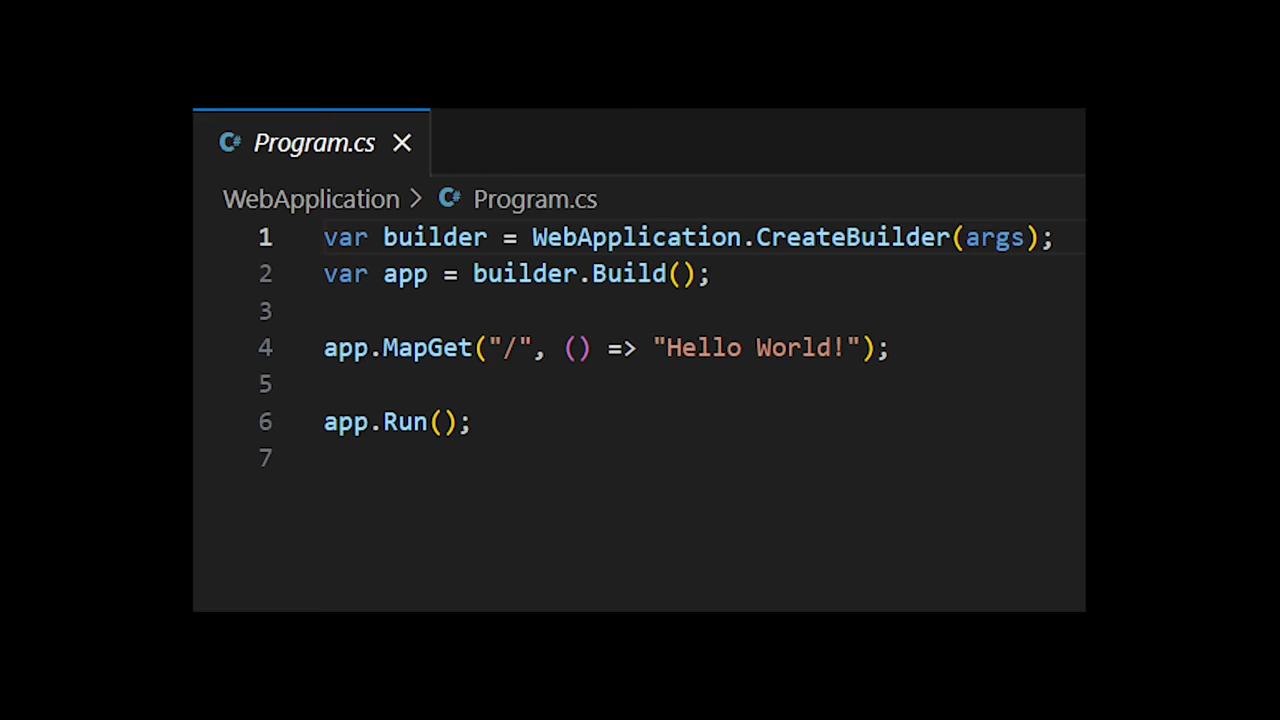 C# Program.cs
WebApplication > C# Program.cs
1 var builder = WebApplication.CreateBuilder(args);
2 var app = builder.Build();
3
4 app.MapGet("/", () => "Hello World!");
5
6 app.Run();
7